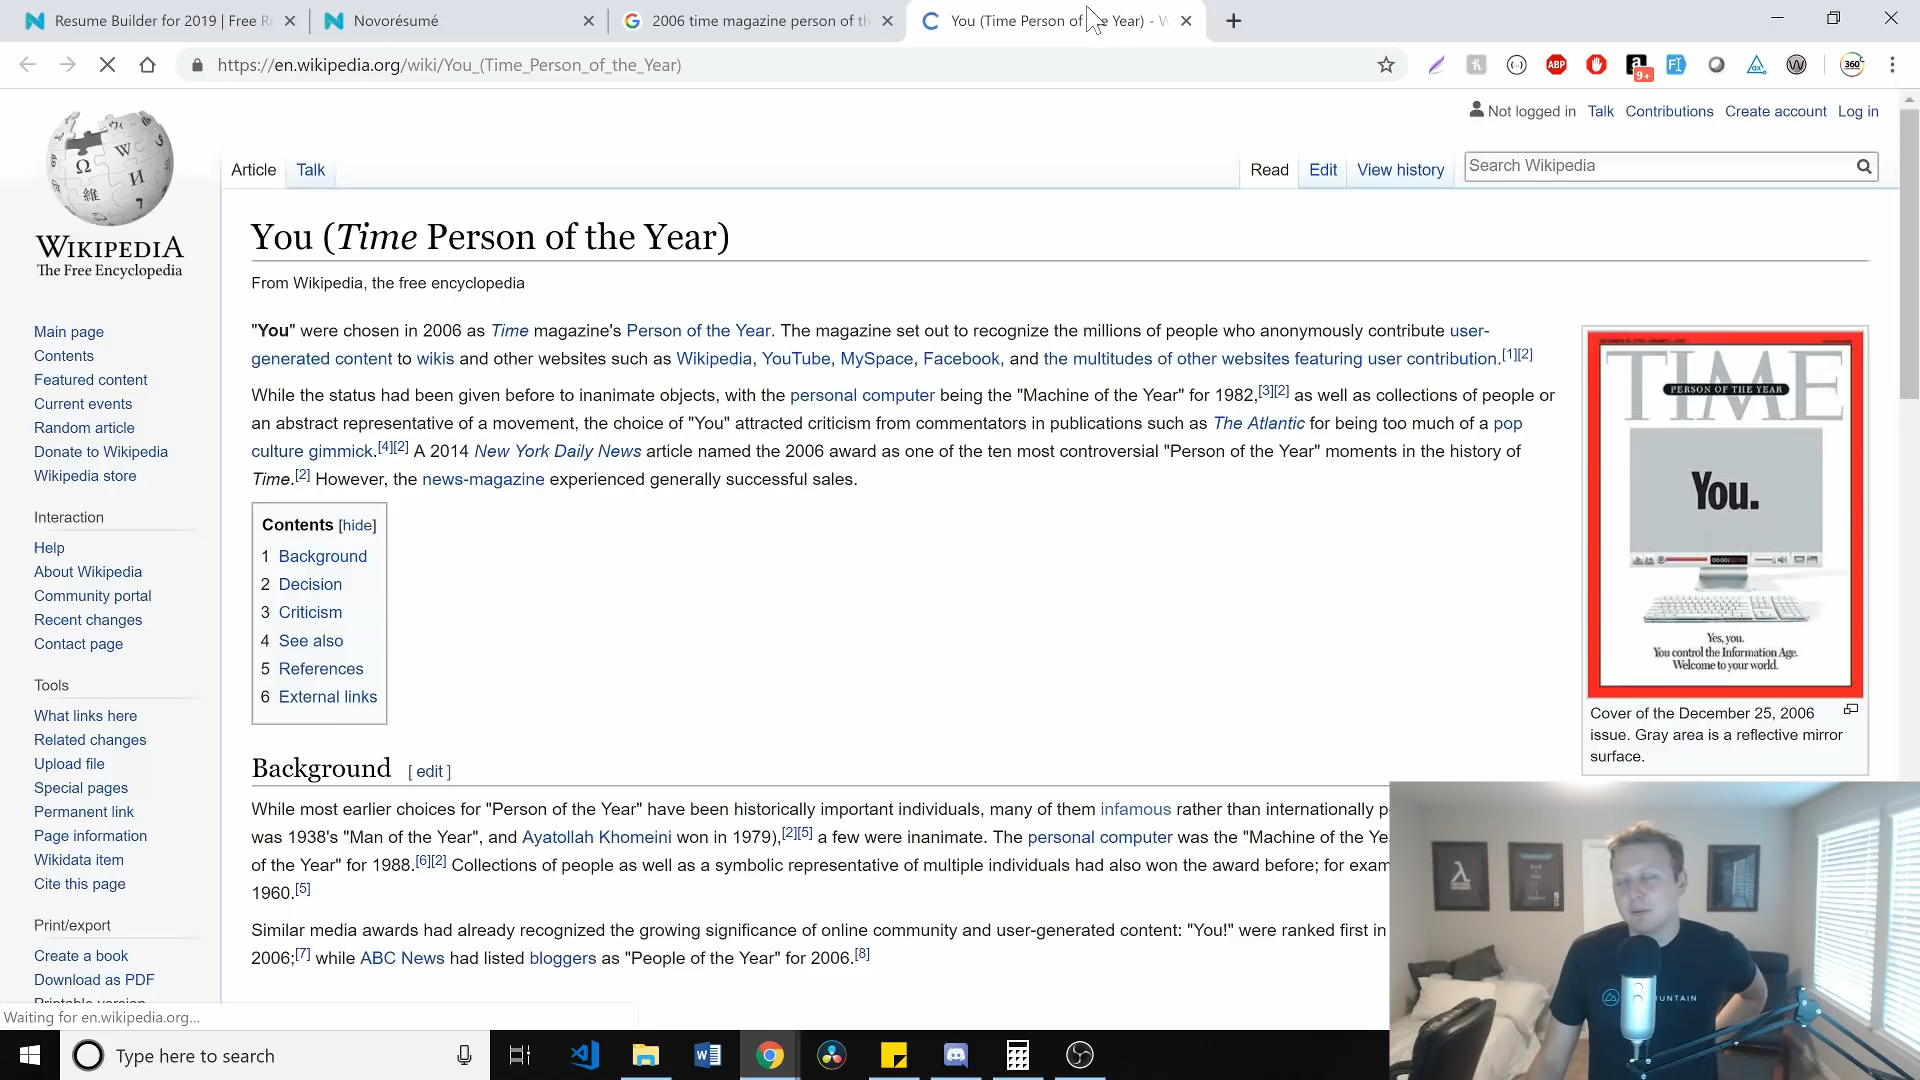 Resume Builder for 2019 | Free R
Novorésumé
2006 time magazine person of th
You (Time Person of the Year) - W
https://en.wikipedia.org/wiki/You_(Time_Person_of_the_Year)
ABP
9+
360°
Not logged in Talk Contributions Create account Log in
WIKIPEDIA
The Free Encyclopedia
Article Talk Read Edit View history Search Wikipedia
You (Time Person of the Year)
From Wikipedia, the free encyclopedia
"You" were chosen in 2006 as Time magazine's Person of the Year. The magazine set out to recognize the millions of people who anonymously contribute user-
generated content to wikis and other websites such as Wikipedia, YouTube, MySpace, Facebook, and the multitudes of other websites featuring user contribution.[1][2]
While the status had been given before to inanimate objects, with the personal computer being the "Machine of the Year" for 1982,[3][2] as well as collections of people or
an abstract representative of a movement, the choice of "You" attracted criticism from commentators in publications such as The Atlantic for being too much of a pop
culture gimmick.[4][2] A 2014 New York Daily News article named the 2006 award as one of the ten most controversial "Person of the Year" moments in the history of
Time.[2] However, the news-magazine experienced generally successful sales.
TIME
PERSON OF THE YEAR
You.
Yes, you.
You control the Information Age.
Welcome to your world.
Cover of the December 25, 2006
issue. Gray area is a reflective mirror
surface.
Contents [hide]
1 Background
2 Decision
3 Criticism
4 See also
5 References
6 External links
Background [ edit ]
While most earlier choices for "Person of the Year" have been historically important individuals, many of them infamous rather than internationally p
was 1938's "Man of the Year", and Ayatollah Khomeini won in 1979),[2][5] a few were inanimate. The personal computer was the "Machine of the Ye
of the Year" for 1988.[6][2] Collections of people as well as a symbolic representative of multiple individuals had also won the award before; for exam
1960.[5]
Similar media awards had already recognized the growing significance of online community and user-generated content: "You!" were ranked first in
2006;[7] while ABC News had listed bloggers as "People of the Year" for 2006.[8]
Main page
Contents
Featured content
Current events
Random article
Donate to Wikipedia
Wikipedia store
Interaction
Help
About Wikipedia
Community portal
Recent changes
Contact page
Tools
What links here
Related changes
Upload file
Special pages
Permanent link
Page information
Wikidata item
Cite this page
Print/export
Create a book
Download as PDF
Printable version
Waiting for en.wikipedia.org...
Type here to search
UNTAIN